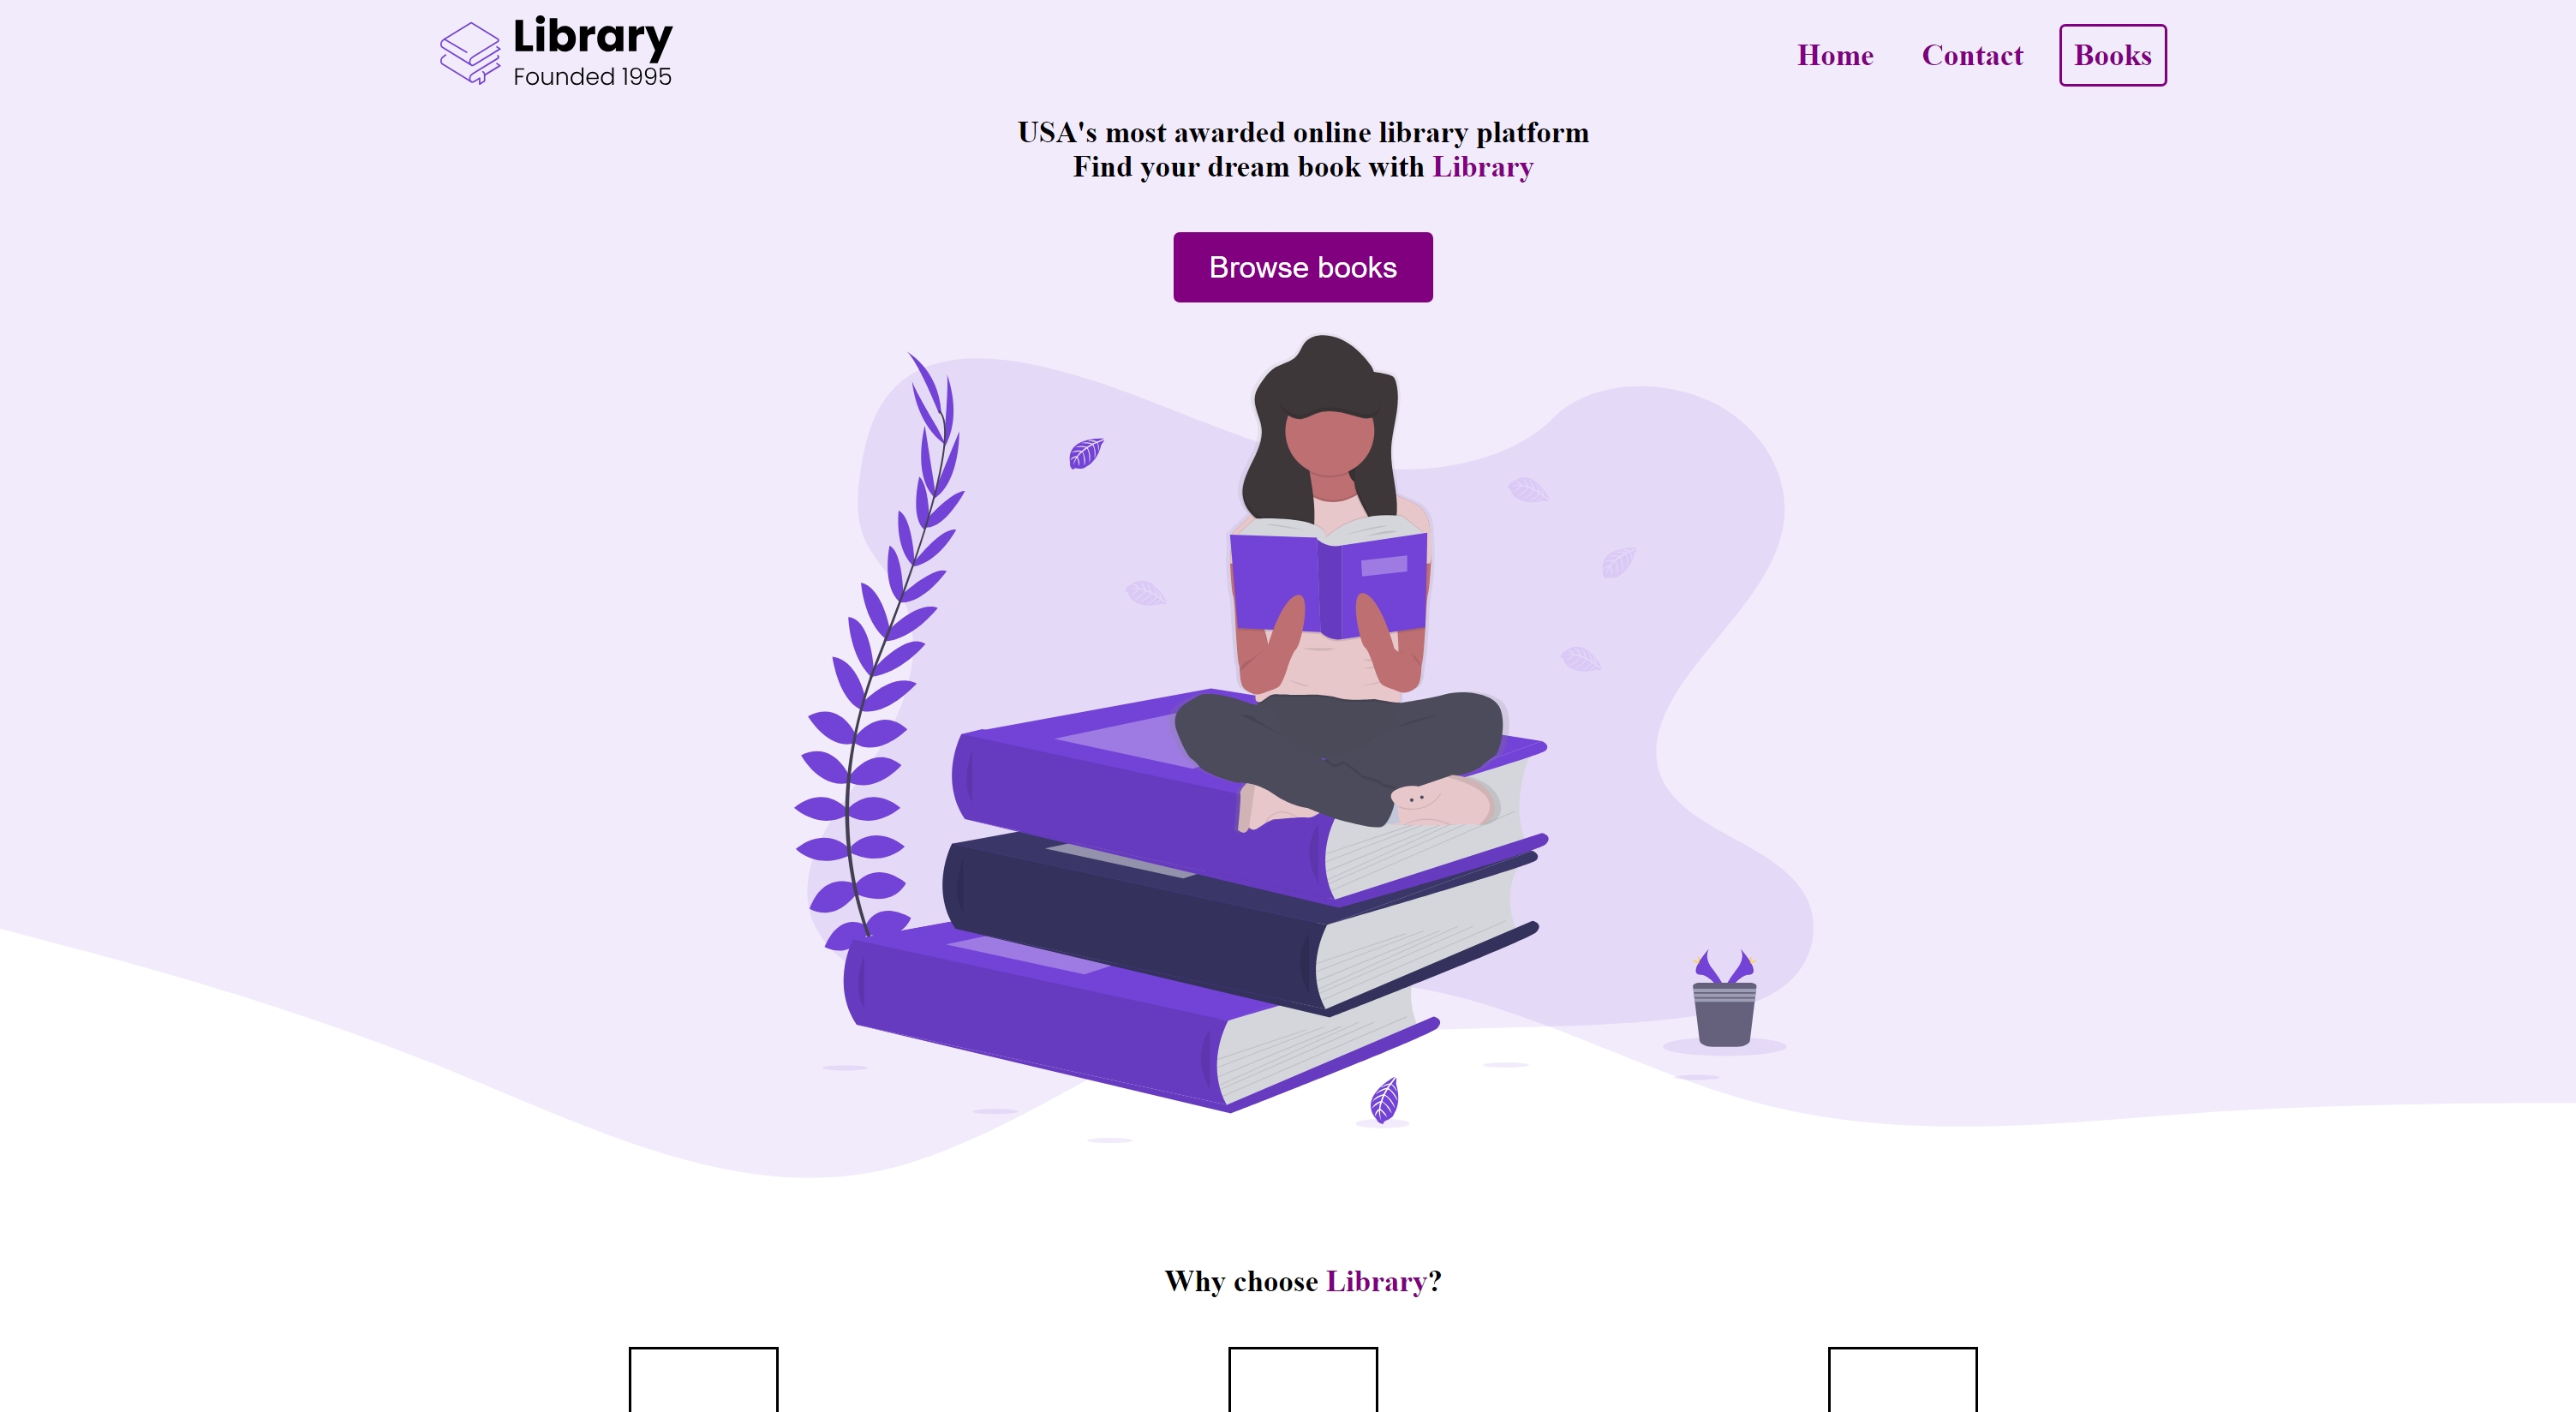 Library
Founded 1995
Home
Contact
Books
USA's most awarded online library platform
Find your dream book with Library
Browse books
Why choose Library?